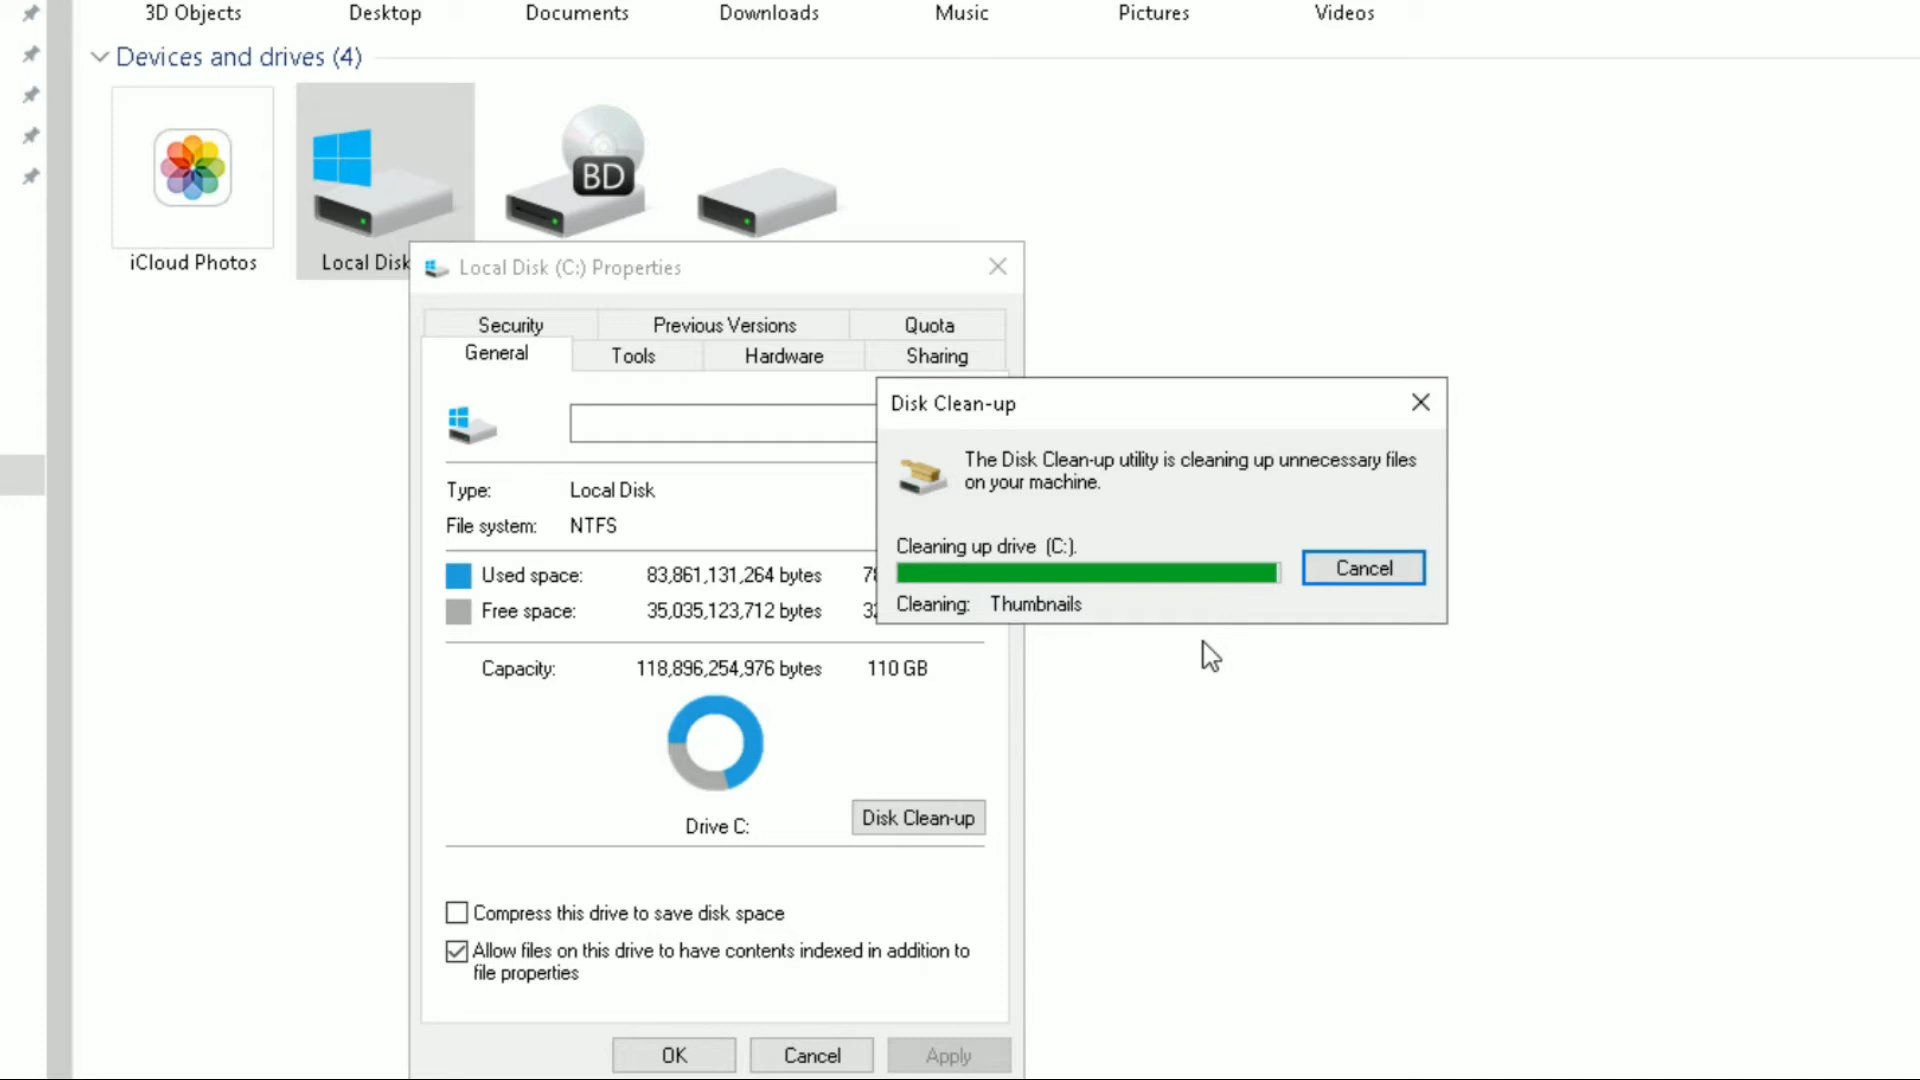 3D Objects
Desktop
Documents
Downloads
Music
Pictures
Videos
Devices and drives (4)
BD
iCloud Photos
Local Disk
Local Disk (C:) Properties
Security
Previous Versions
Quota
General
Tools
Hardware
Sharing
Disk Clean-up
The Disk Clean-up utility is cleaning up unnecessary files
on your machine.
Cleaning up drive (C:).
Cancel
Cleaning: Thumbnails
Type: Local Disk
File system: NTFS
Used space: 83,861,131,264 bytes
Free space: 35,035,123,712 bytes
Capacity: 118,896,254,976 bytes 110 GB
Drive C:
Disk Clean-up
Compress this drive to save disk space
Allow files on this drive to have contents indexed in addition to
file properties
OK
Cancel
Apply